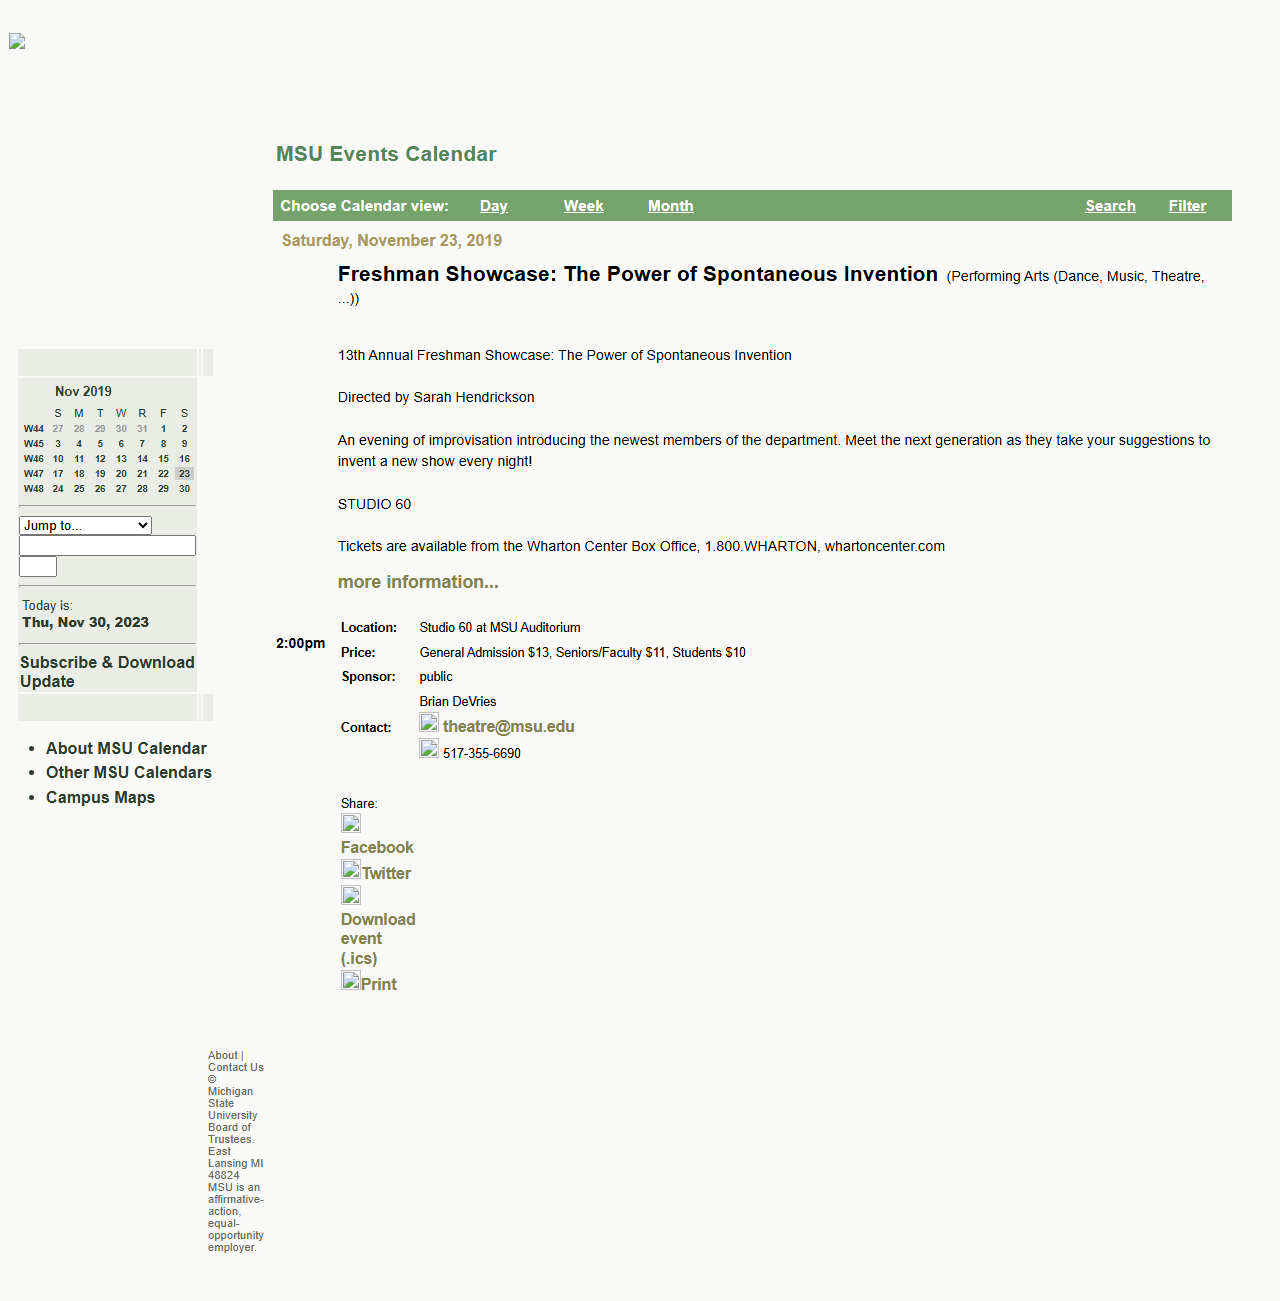 MSU Events Calendar
Choose Calendar view: Day Week Month Search Filter
Saturday, November 23, 2019
Freshman Showcase: The Power of Spontaneous Invention (Performing Arts (Dance, Music, Theatre,
...))
13th Annual Freshman Showcase: The Power of Spontaneous Invention
Directed by Sarah Hendrickson
An evening of improvisation introducing the newest members of the department. Meet the next generation as they take your suggestions to
invent a new show every night!
STUDIO 60
Tickets are available from the Wharton Center Box Office, 1.800.WHARTON, whartoncenter.com
more information...
2:00pm
Location: Studio 60 at MSU Auditorium
Price: General Admission $13, Seniors/Faculty $11, Students $10
Sponsor: public
Contact: Brian DeVries
theatre@msu.edu
517-355-6690
Share:
Facebook
Twitter
Download
event
(.ics)
Print
Nov 2019
S M T W R F S
W44 27 28 29 30 31 1 2
W45 3 4 5 6 7 8 9
W46 10 11 12 13 14 15 16
W47 17 18 19 20 21 22 23
W48 24 25 26 27 28 29 30
Jump to...
Today is:
Thu, Nov 30, 2023
Subscribe & Download
Update
• About MSU Calendar
• Other MSU Calendars
• Campus Maps
About |
Contact Us
©
Michigan
State
University
Board of
Trustees.
East
Lansing MI
48824
MSU is an
affirmative-
action,
equal-
opportunity
employer.